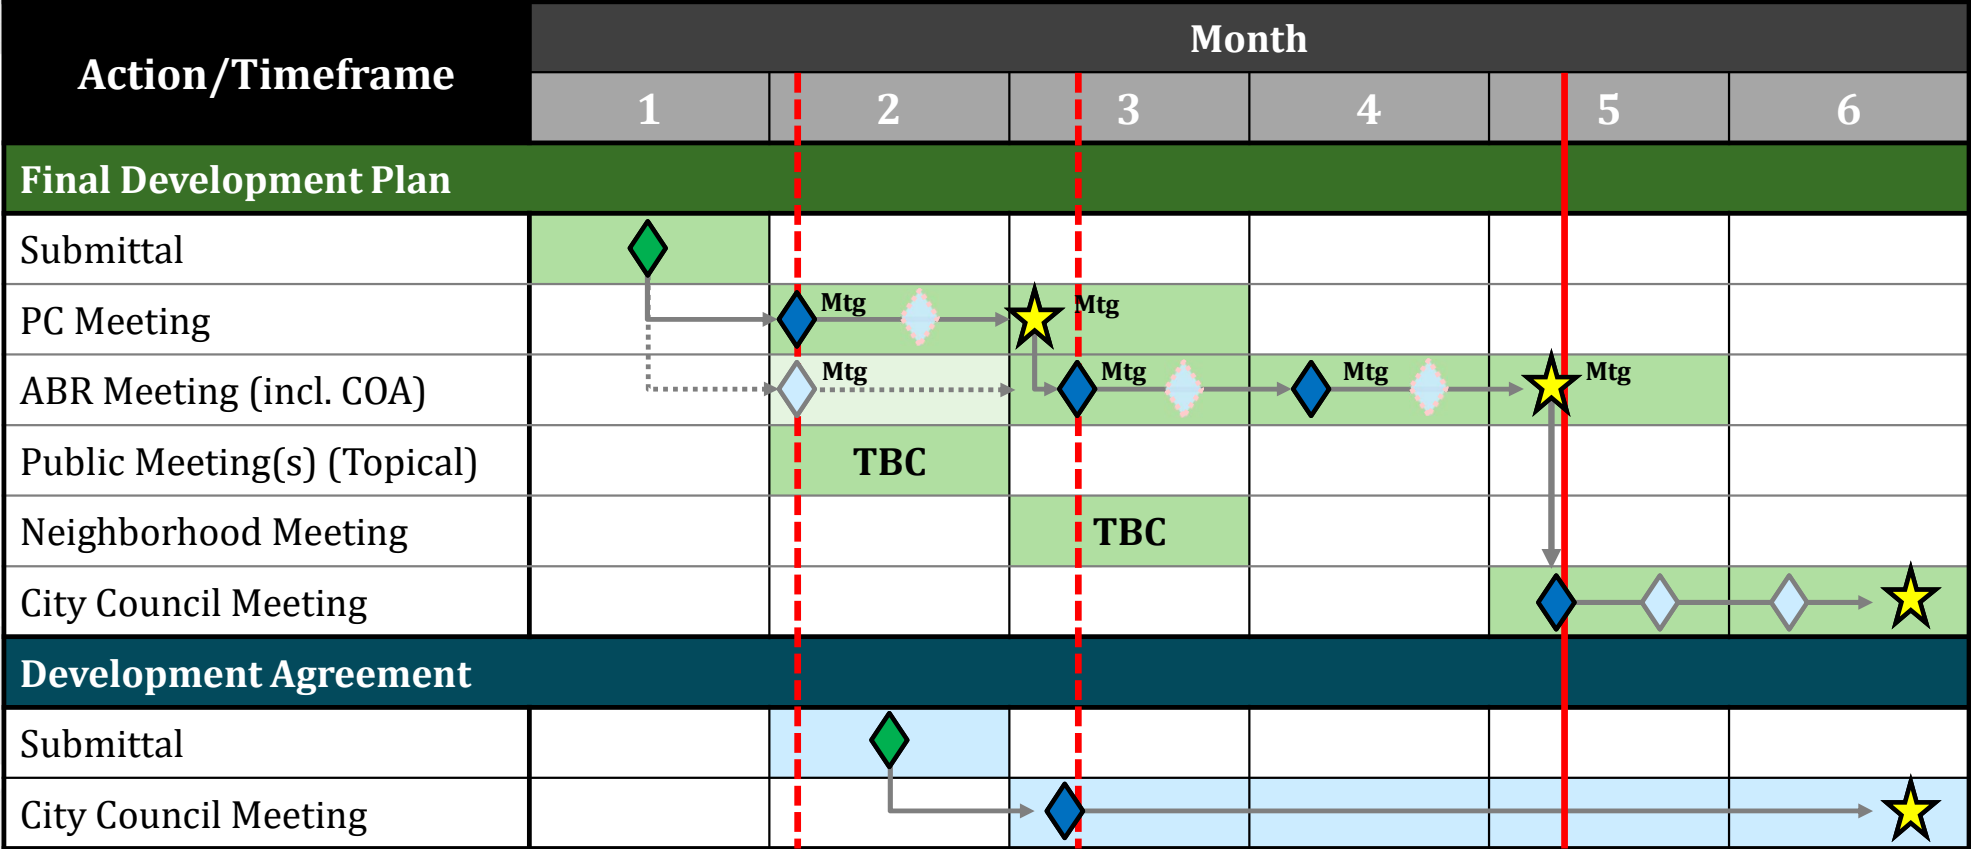 Action/Timeframe
Month
1 2 3 4 5 6
Final Development Plan
Submittal
PC Meeting Mtg Mtg
ABR Meeting (incl. COA) Mtg Mtg Mtg Mtg
Public Meeting(s) (Topical) TBC
Neighborhood Meeting TBC
City Council Meeting
Development Agreement
Submittal
City Council Meeting